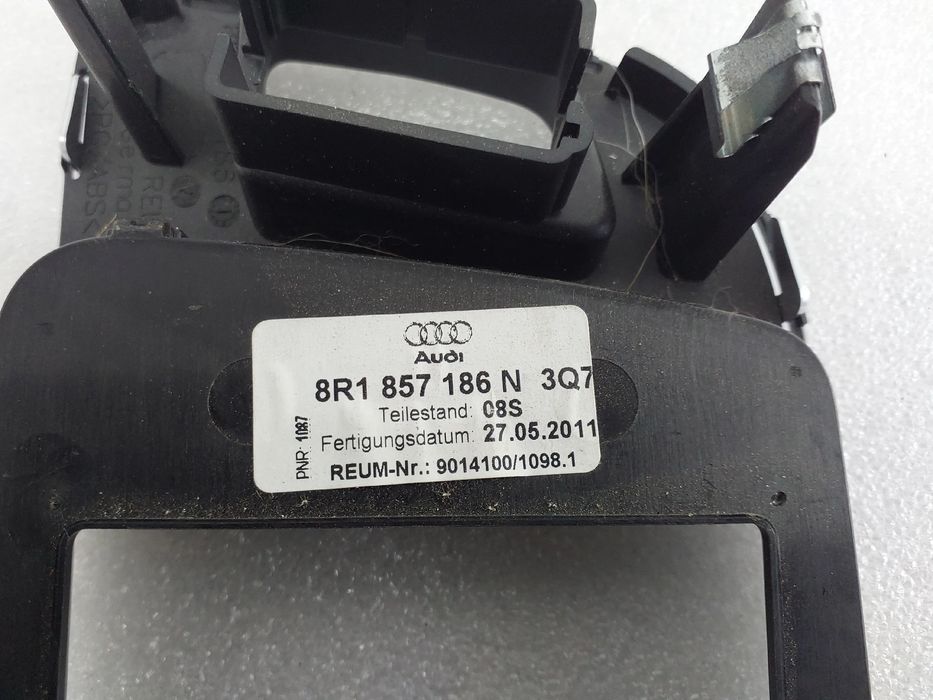 Audi
8R1 857 186 N 3Q7
Teilestand: 08S
Fertigungsdatum: 27.05.2011
REUM-Nr.: 9014100/1098.1
PNR: 1087